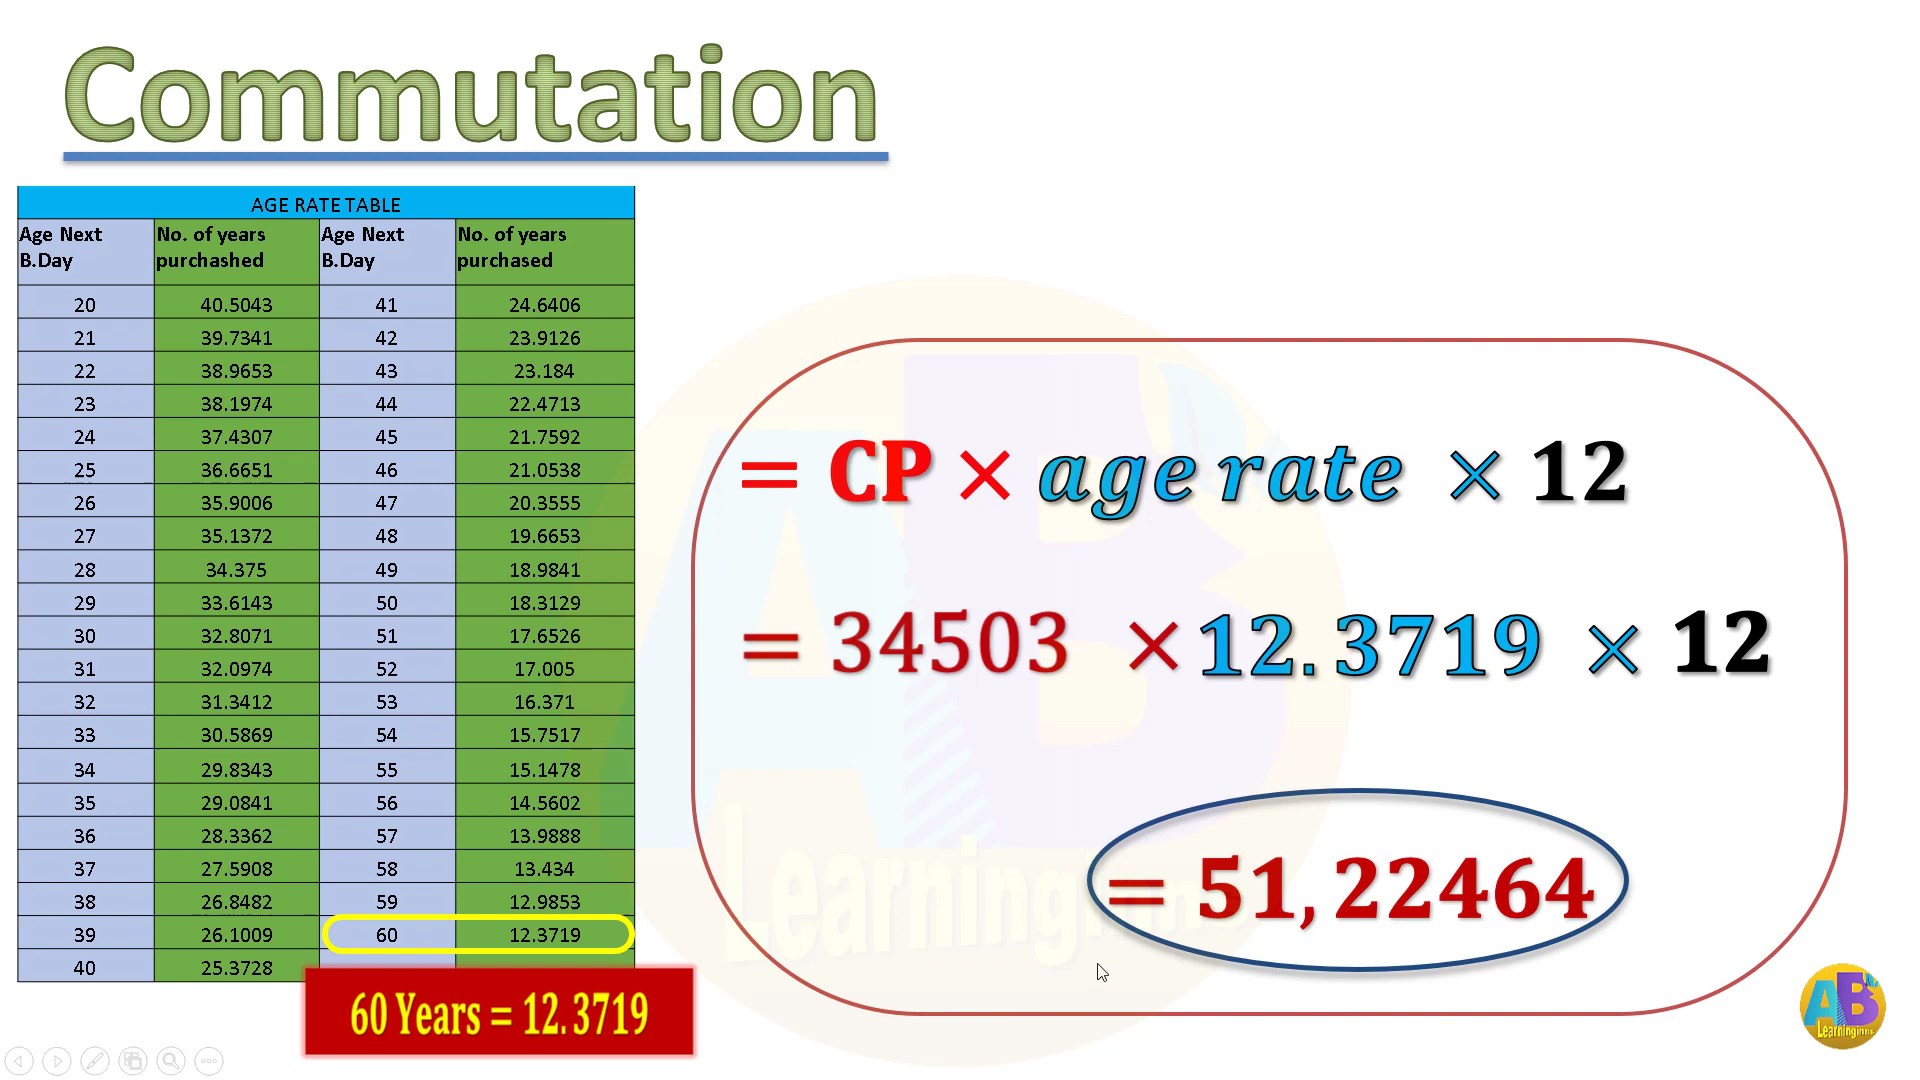 Commutation
AGE RATE TABLE
Age Next B.Day No. of years purchashed Age Next B.Day No. of years purchased
20 40.5043 41 24.6406
21 39.7341 42 23.9126
22 38.9653 43 23.184
23 38.1974 44 22.4713
24 37.4307 45 21.7592
25 36.6651 46 21.0538
26 35.9006 47 20.3555
27 35.1372 48 19.6653
28 34.375 49 18.9841
29 33.6143 50 18.3129
30 32.8071 51 17.6526
31 32.0974 52 17.005
32 31.3412 53 16.371
33 30.5869 54 15.7517
34 29.8343 55 15.1478
35 29.0841 56 14.5602
36 28.3362 57 13.9888
37 27.5908 58 13.434
38 26.8482 59 12.9853
39 26.1009 60 12.3719
40 25.3728
60 Years = 12.3719
= CP × age rate × 12
= 34503 × 12.3719 × 12
= 51,22464
AB
Learninginns
AB
Learninginns